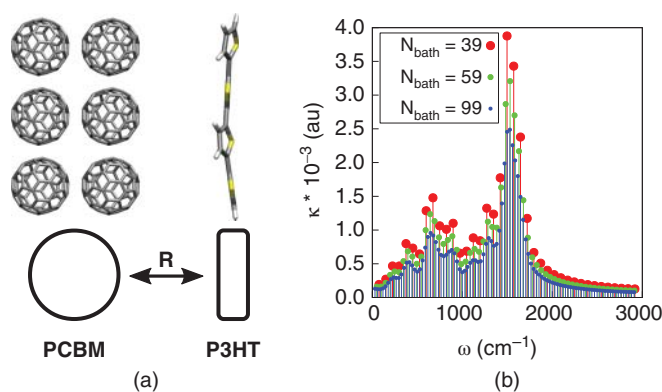 R
PCBM
P3HT
(a)
κ * 10⁻³ (au)
4.0
3.5
3.0
2.5
2.0
1.5
1.0
0.5
0.0
N_bath = 39
N_bath = 59
N_bath = 99
0 1000 2000 3000
ω (cm⁻¹)
(b)